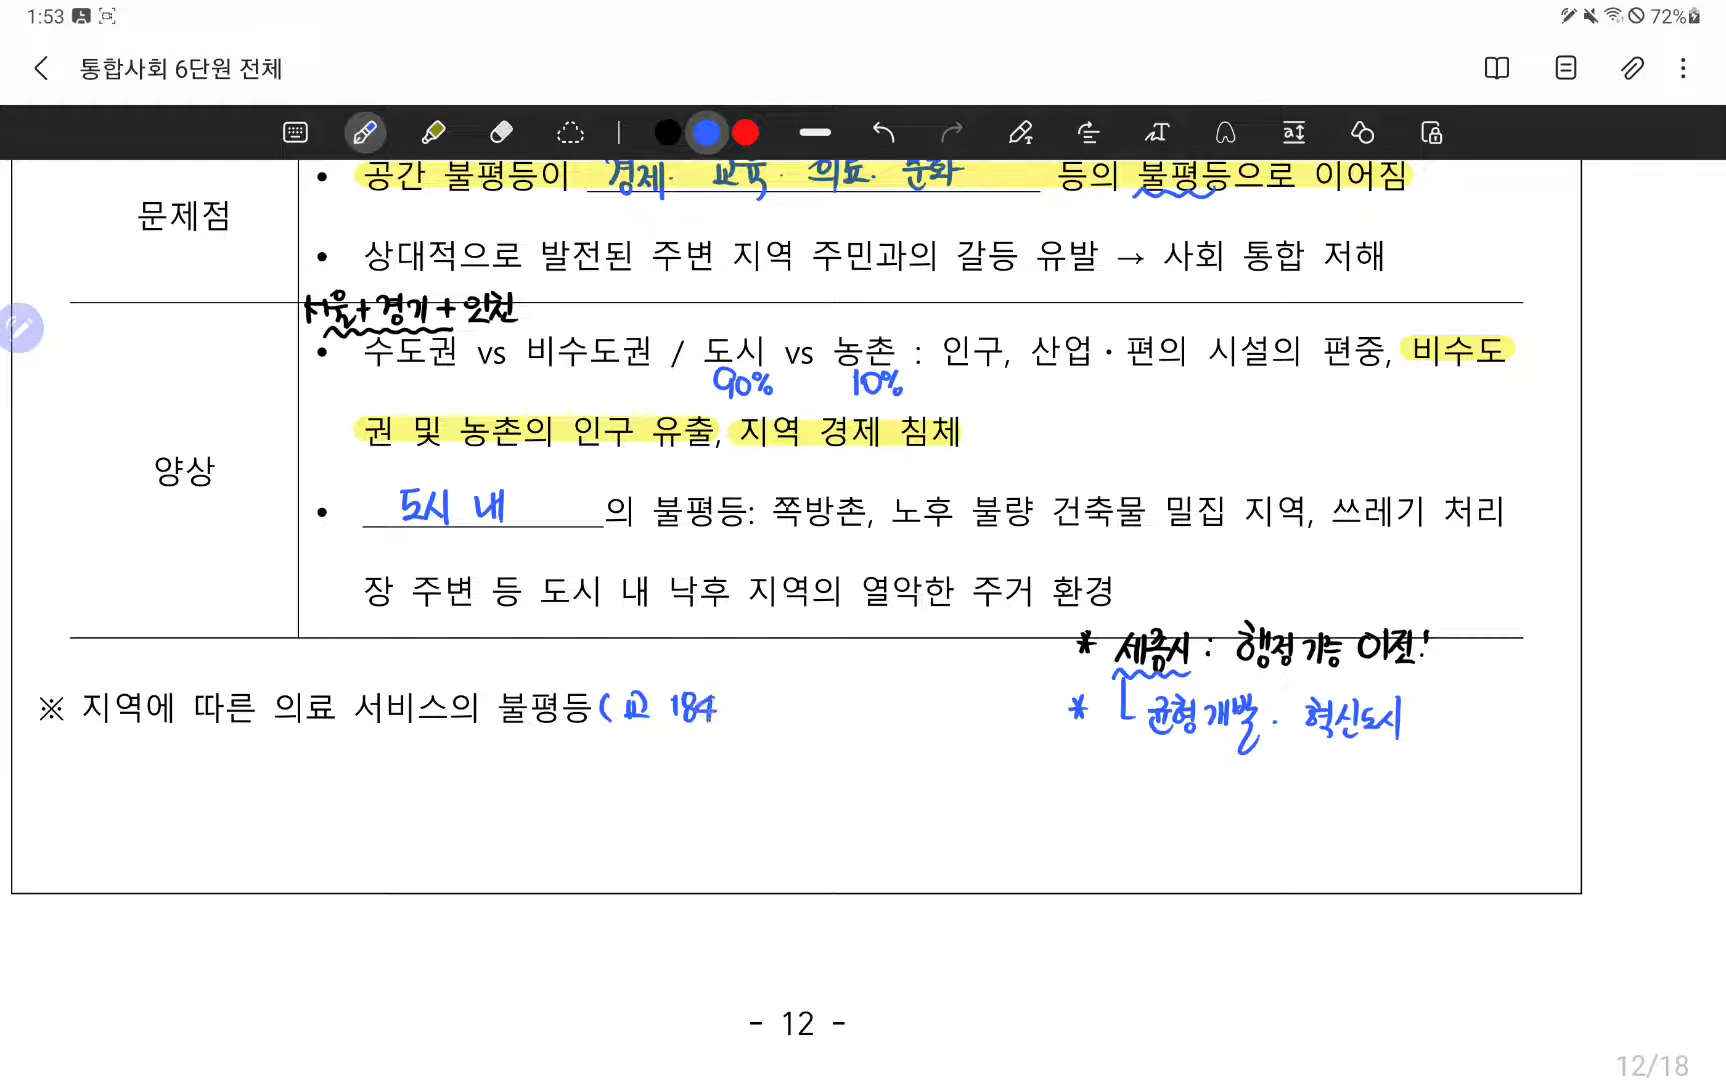 1:53
72%
통합사회 6단원 전체
• 공간 불평등이 경제· 교육· 의료· 문화 등의 불평등으로 이어짐
문제점
• 상대적으로 발전된 주변 지역 주민과의 갈등 유발 → 사회 통합 저해
서울+경기+인천
• 수도권 vs 비수도권 / 도시 vs 농촌 : 인구, 산업·편의 시설의 편중, 비수도
90% 10%
권 및 농촌의 인구 유출, 지역 경제 침체
양상
• 도시 내의 불평등: 쪽방촌, 노후 불량 건축물 밀집 지역, 쓰레기 처리
장 주변 등 도시 내 낙후 지역의 열악한 주거 환경
* 세종시 : 행정기능 이전!
※ 지역에 따른 의료 서비스의 불평등(교 184
* 균형개발· 혁신도시
- 12 -
12/18